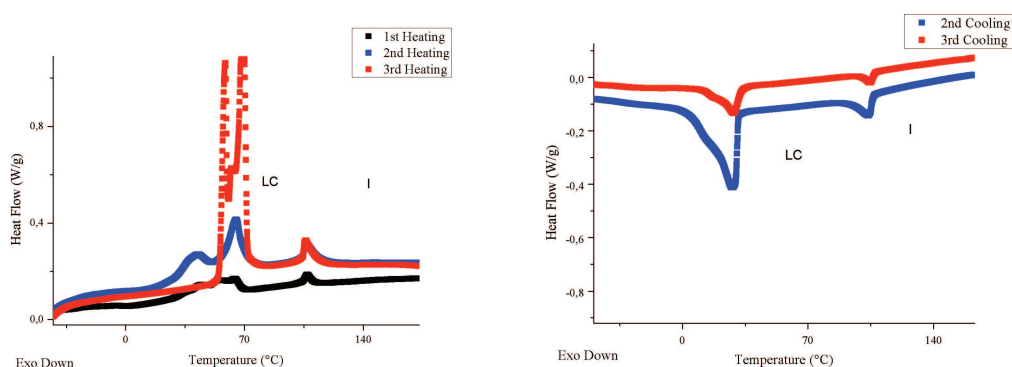 1st Heating
2nd Heating
3rd Heating
0,8
0,4
0,0
Heat Flow (W/g)
LC
I
0
70
140
Temperature (°C)
Exo Down
2nd Cooling
3rd Cooling
0,0
-0,2
-0,4
-0,6
-0,8
Heat Flow (W/g)
LC
I
0
70
140
Temperature (°C)
Exo Down